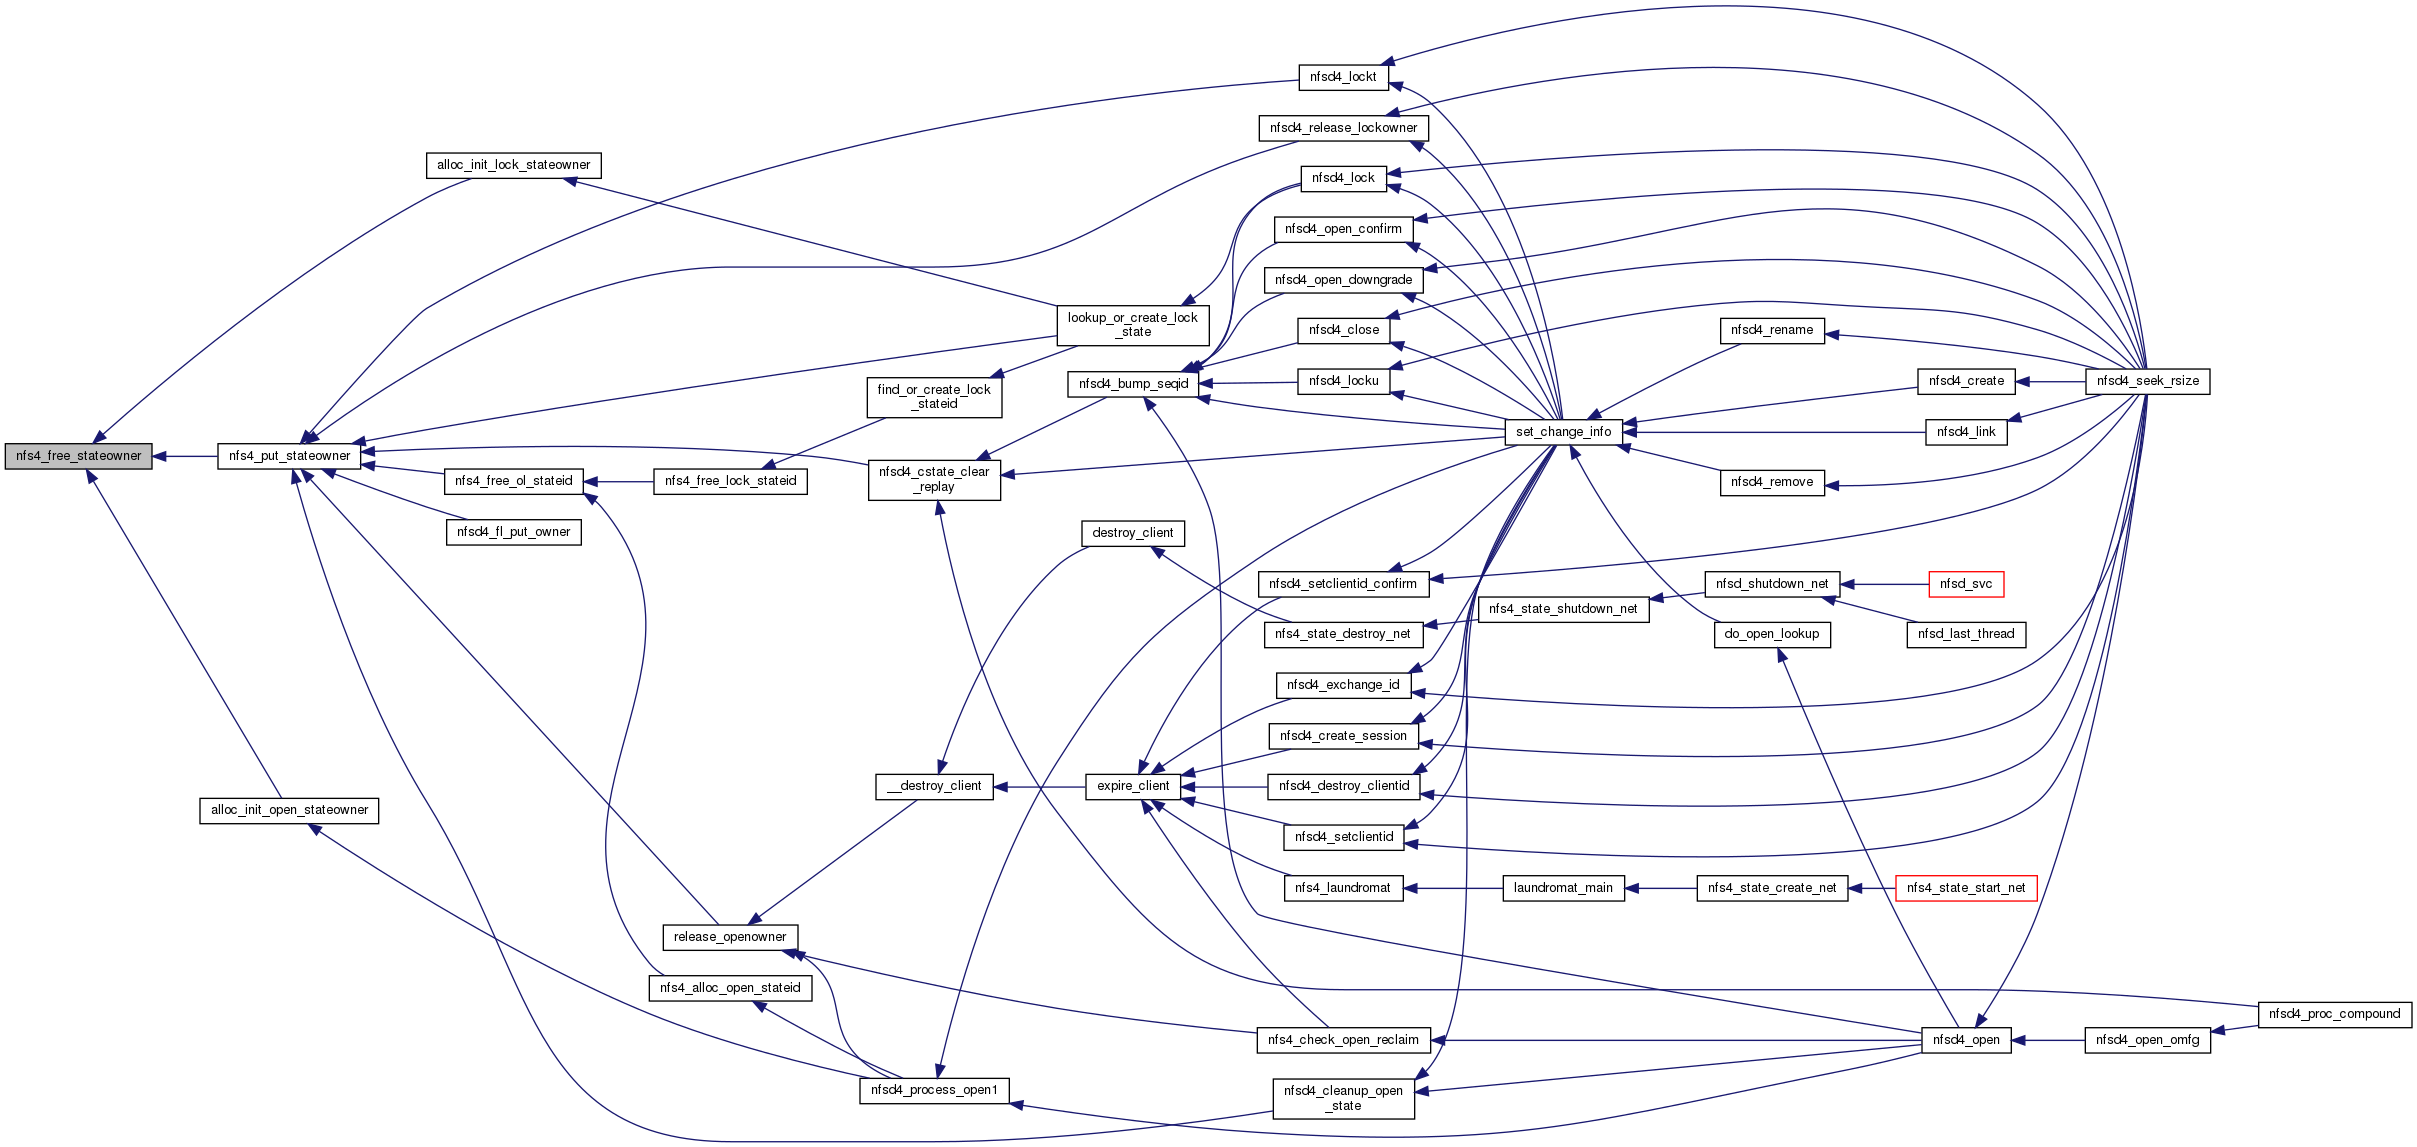 nfs4_free_stateowner
alloc_init_lock_stateowner
nfs4_put_stateowner
alloc_init_open_stateowner
nfs4_free_ol_stateid
nfsd4_fl_put_owner
nfs4_free_lock_stateid
release_openowner
nfs4_alloc_open_stateid
find_or_create_lock
_stateid
nfsd4_cstate_clear
_replay
__destroy_client
nfsd4_process_open1
lookup_or_create_lock
_state
nfsd4_bump_seqid
destroy_client
expire_client
nfsd4_lockt
nfsd4_release_lockowner
nfsd4_lock
nfsd4_open_confirm
nfsd4_open_downgrade
nfsd4_close
nfsd4_locku
nfsd4_setclientid_confirm
nfs4_state_destroy_net
nfsd4_exchange_id
nfsd4_create_session
nfsd4_destroy_clientid
nfsd4_setclientid
nfs4_laundromat
nfs4_check_open_reclaim
nfsd4_cleanup_open
_state
set_change_info
nfs4_state_shutdown_net
laundromat_main
nfsd4_rename
nfsd4_remove
nfsd_shutdown_net
do_open_lookup
nfs4_state_create_net
nfsd4_create
nfsd4_link
nfsd_svc
nfsd_last_thread
nfs4_state_start_net
nfsd4_open
nfsd4_seek_rsize
nfsd4_open_omfg
nfsd4_proc_compound